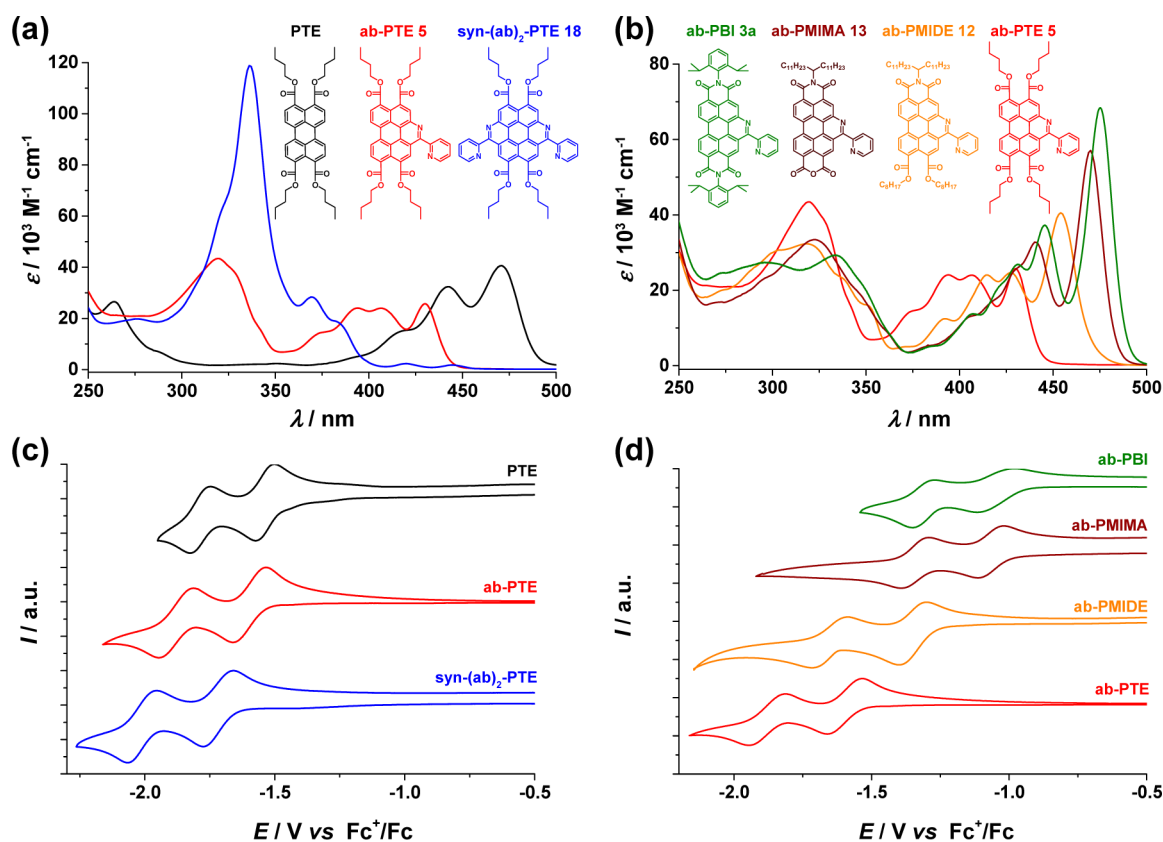 (a)
PTE
ab-PTE 5
syn-(ab)2-PTE 18
120
100
80
60
40
20
0
ε / 10³ M⁻¹ cm⁻¹
250
300
350
400
450
500
λ / nm
O O O O
O O O O
O O O O
O O O O
O O O O
O O O O
N
N
N N
N N
(b)
ab-PBI 3a
ab-PMIMA 13
ab-PMIDE 12
ab-PTE 5
80
60
40
20
0
ε / 10³ M⁻¹ cm⁻¹
250
300
350
400
450
500
λ / nm
C11H23 C11H23
C11H23 C11H23
O N O
O N O
O N O
O O O O
N
N
N
N
N
N
N
N
O N O
O O O
O O O O
C8H17 C8H17
O O O O
(c)
PTE
ab-PTE
syn-(ab)2-PTE
I / a.u.
-2.0
-1.5
-1.0
-0.5
E / V vs Fc⁺/Fc
(d)
ab-PBI
ab-PMIMA
ab-PMIDE
ab-PTE
I / a.u.
-2.0
-1.5
-1.0
-0.5
E / V vs Fc⁺/Fc